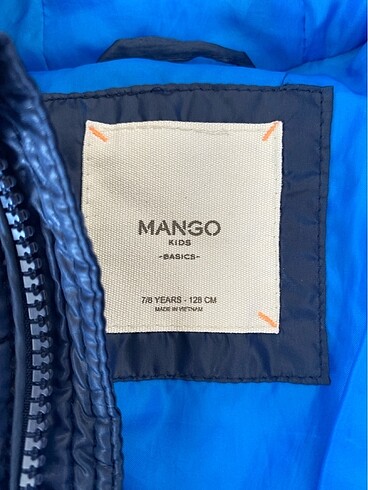 MANGO
KIDS
-BASICS-
7/8 YEARS - 128 CM
MADE IN VIETNAM